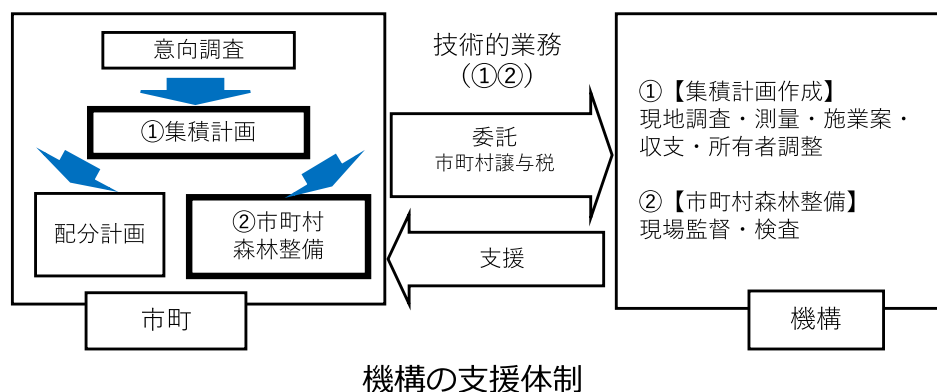 意向調査
①集積計画
配分計画
②市町村
森林整備
市町
技術的業務
（①②）
委託
市町村譲与税
支援
①【集積計画作成】
現地調査・測量・施業案・
収支・所有者調整
②【市町村森林整備】
現場監督・検査
機構
機構の支援体制